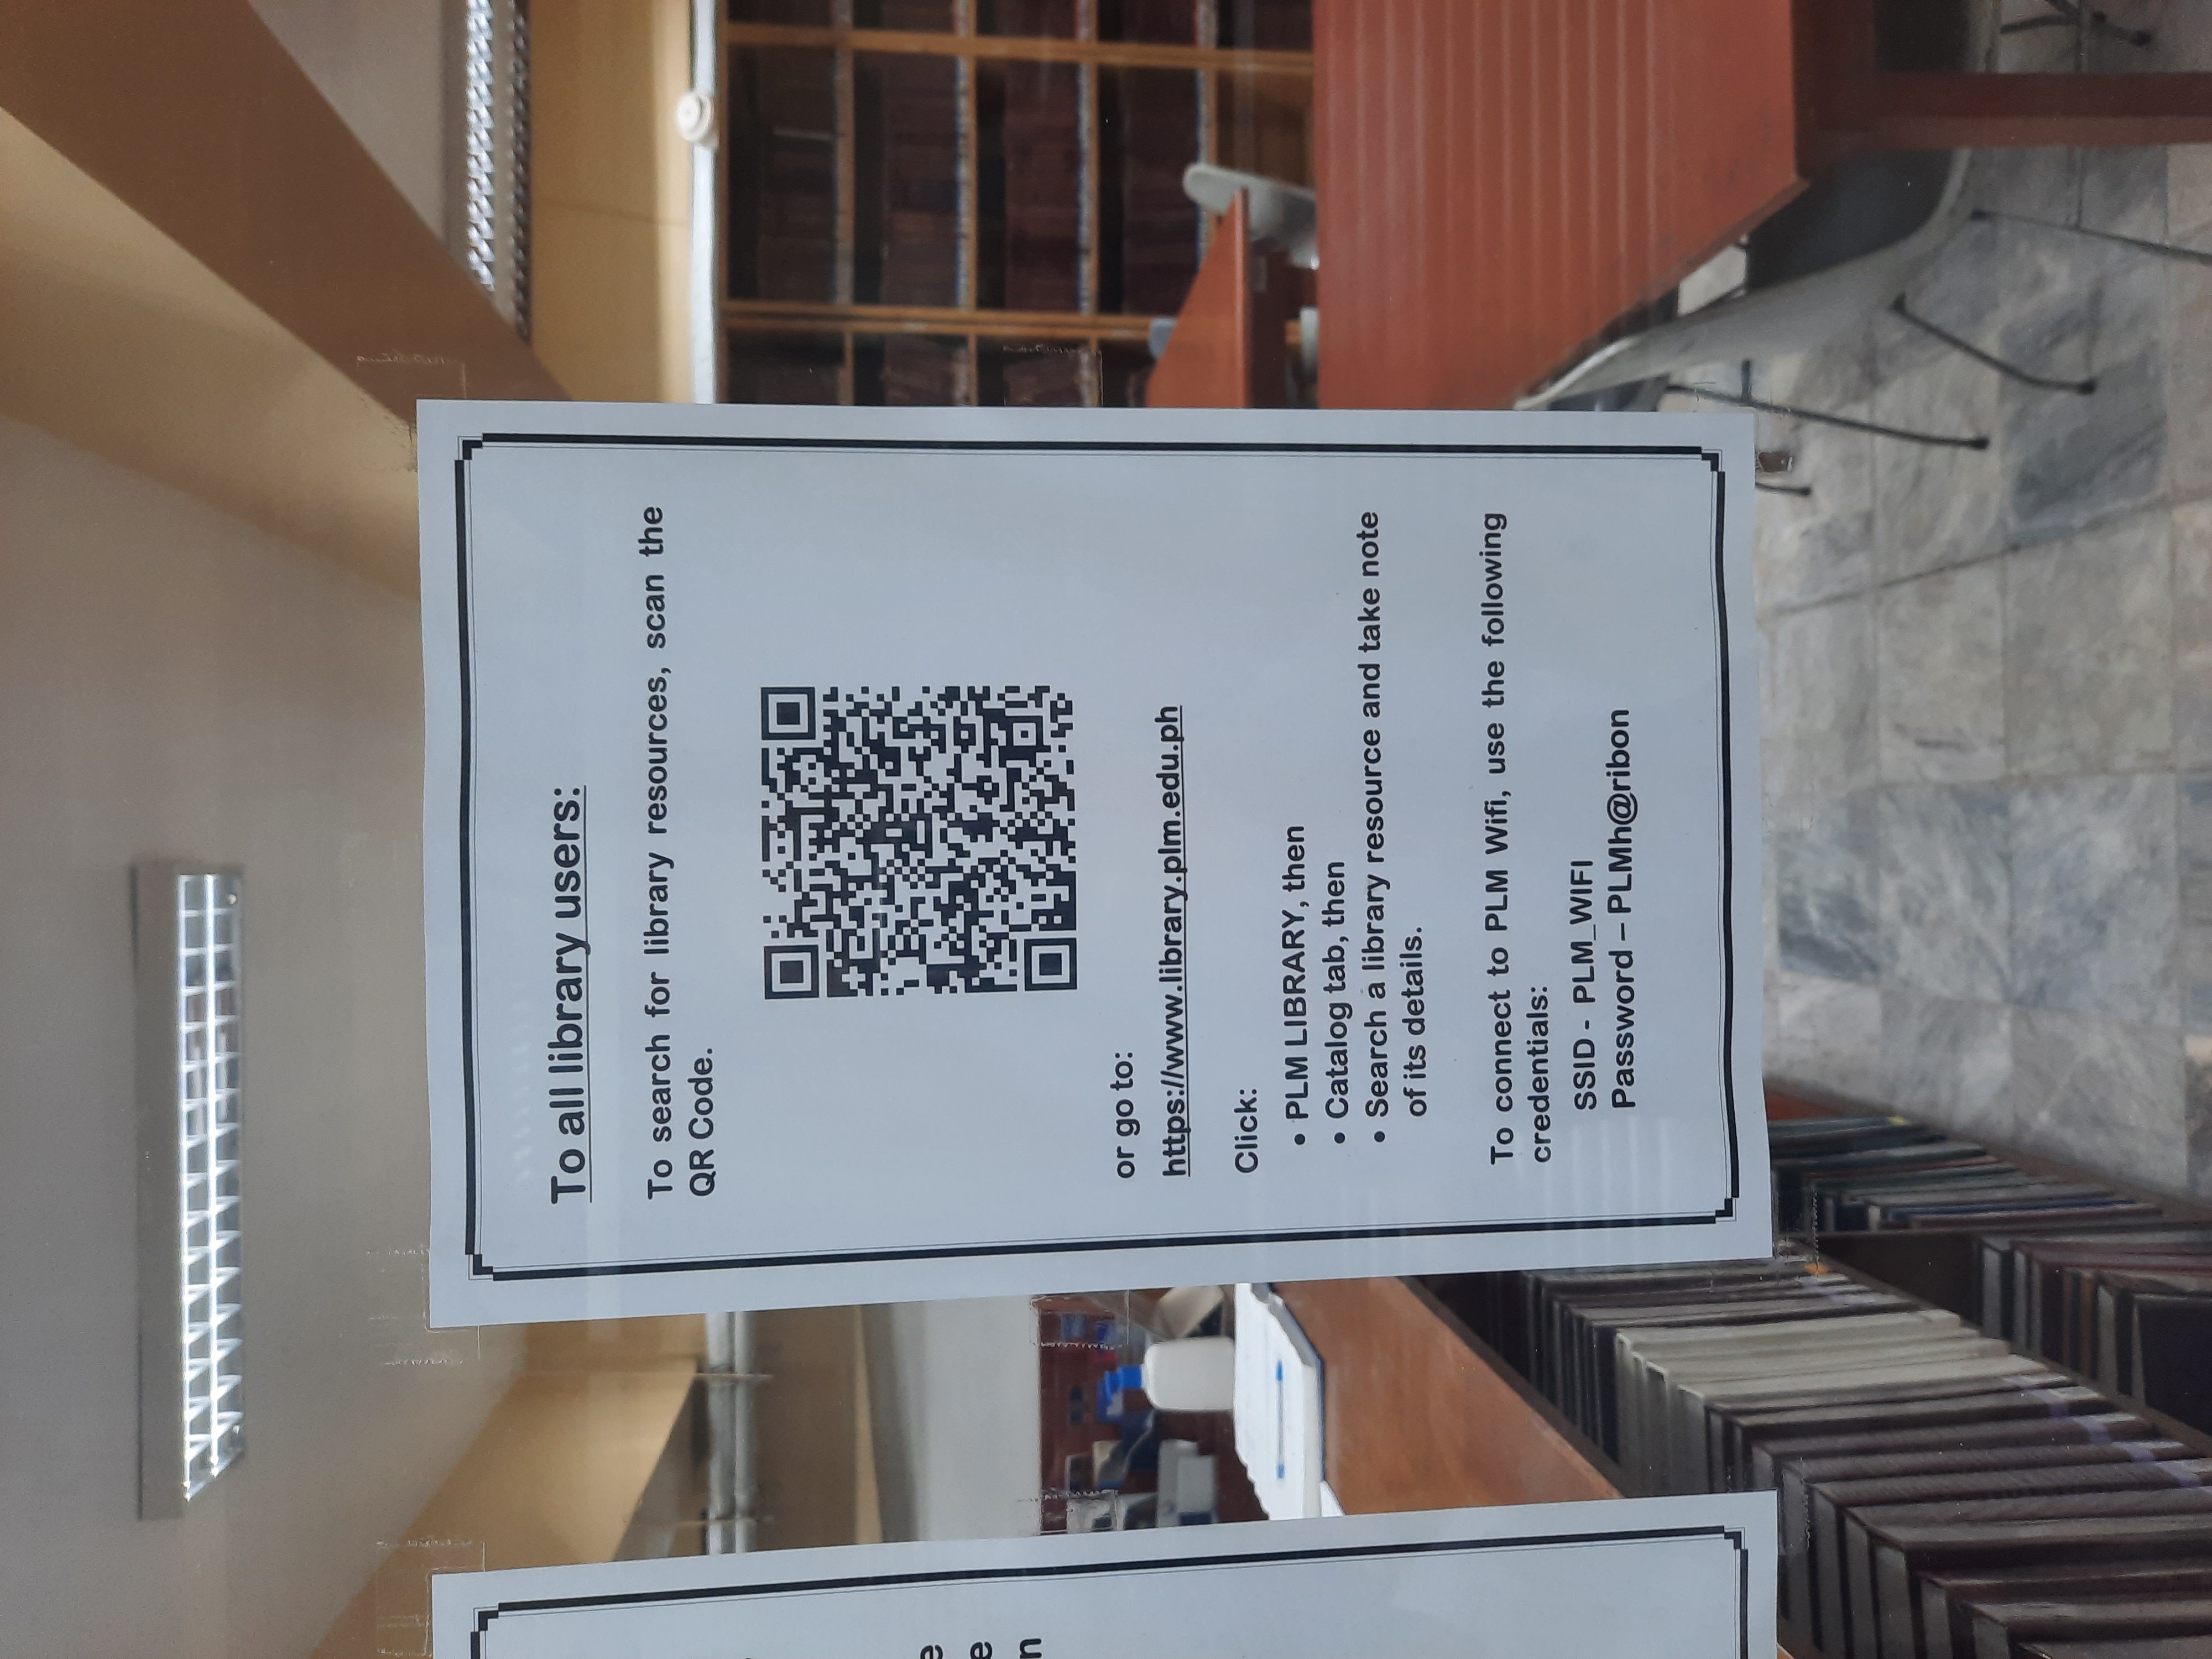 To all library users:
To search for library resources, scan the
QR Code.
or go to:
https://www.library.plm.edu.ph
Click:
• PLM LIBRARY, then
• Catalog tab, then
• Search a library resource and take note
of its details.
To connect to PLM Wifi, use the following
credentials:
SSID - PLM_WIFI
Password – PLMh@ribon